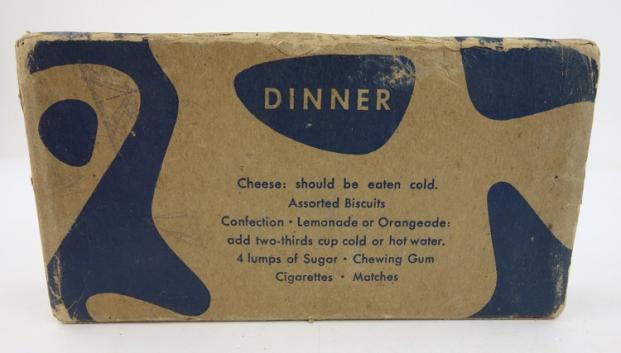 DINNER
Cheese: should be eaten cold.
Assorted Biscuits
Confection · Lemonade or Orangeade:
add two-thirds cup cold or hot water.
4 lumps of Sugar · Chewing Gum
Cigarettes · Matches